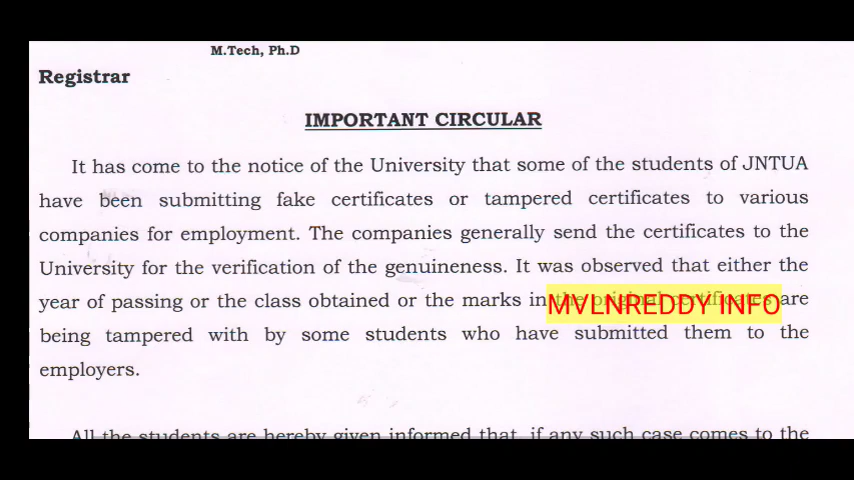 M.Tech, Ph.D
Registrar
IMPORTANT CIRCULAR
It has come to the notice of the University that some of the students of JNTUA
have been submitting fake certificates or tampered certificates to various
companies for employment. The companies generally send the certificates to the
University for the verification of the genuineness. It was observed that either the
year of passing or the class obtained or the marks in the original certificates are
MVLNREDDY INFO
being tampered with by some students who have submitted them to the
employers.
All the students are hereby given informed that, if any such case comes to the